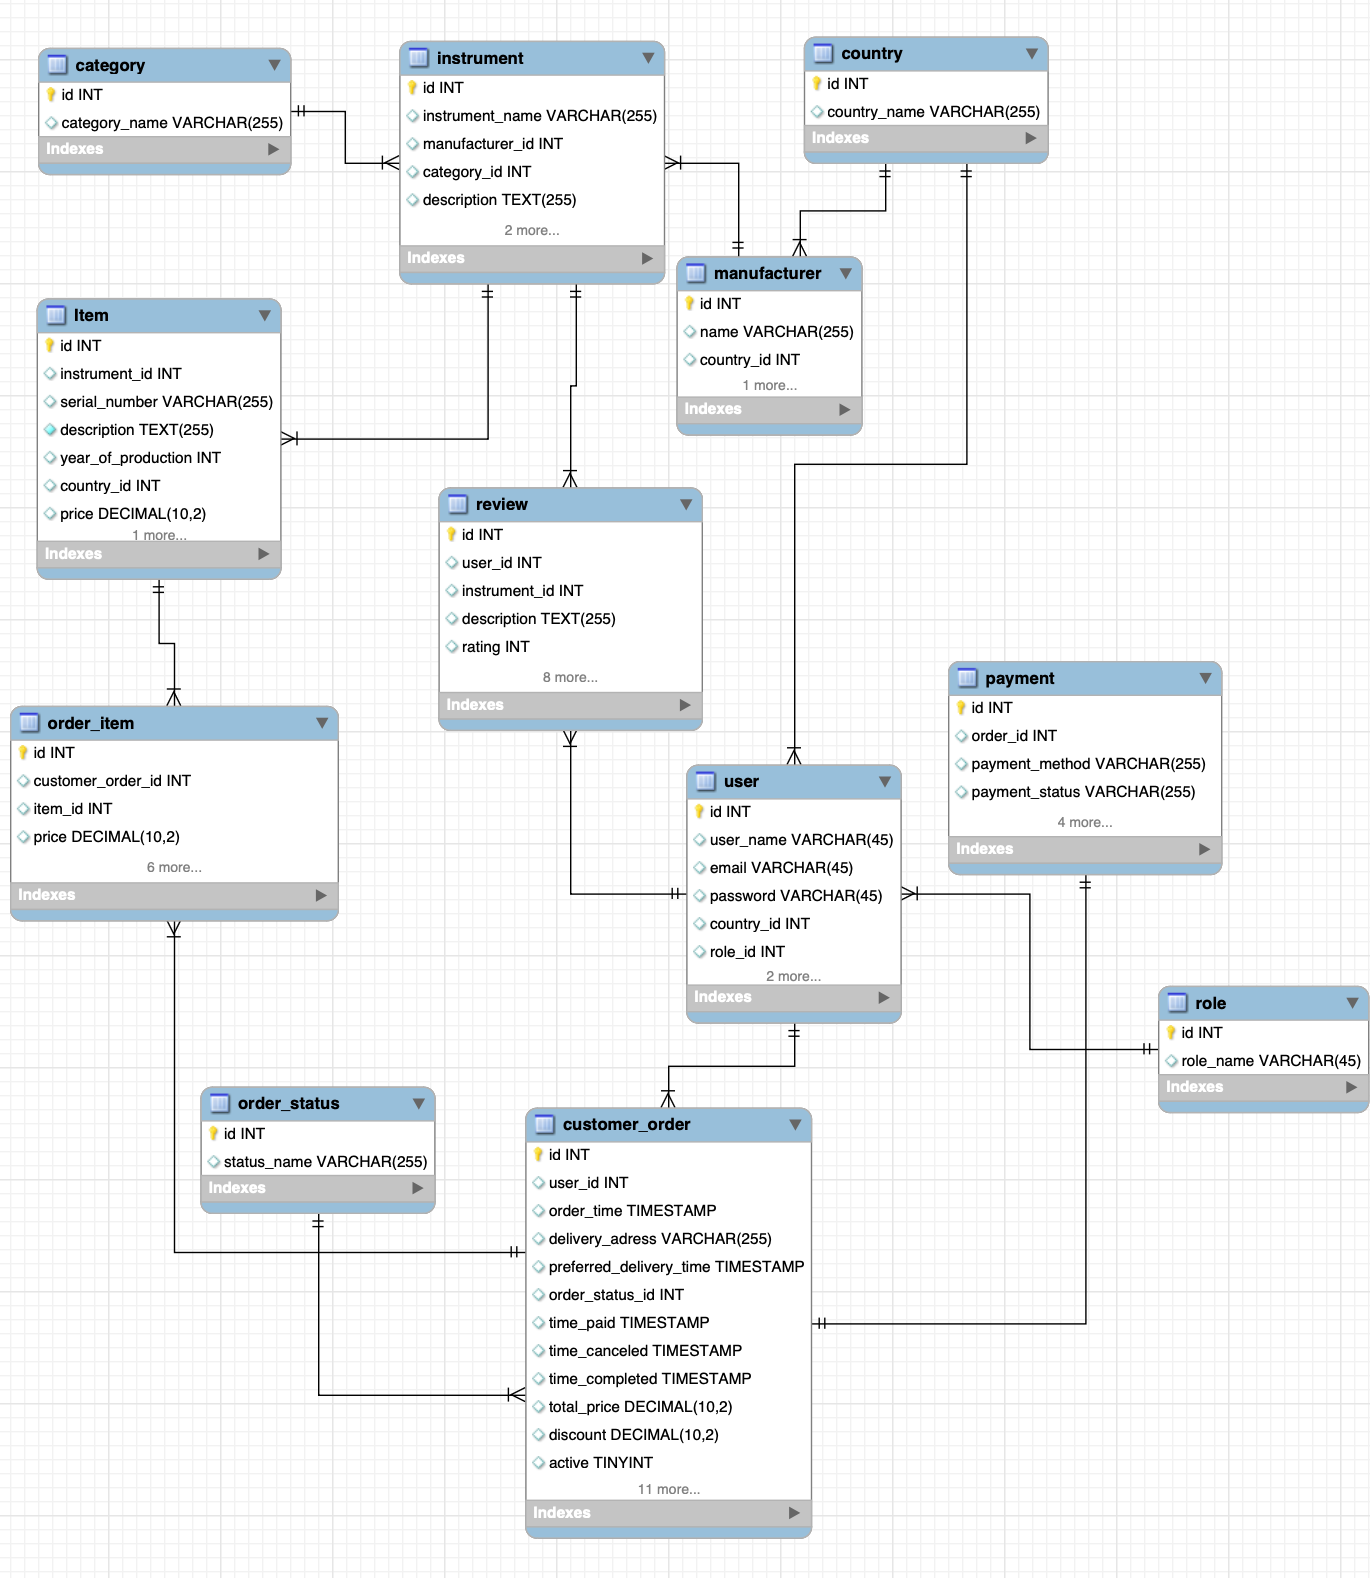 category
id INT
category_name VARCHAR(255)
Indexes
instrument
id INT
instrument_name VARCHAR(255)
manufacturer_id INT
category_id INT
description TEXT(255)
2 more...
Indexes
country
id INT
country_name VARCHAR(255)
Indexes
manufacturer
id INT
name VARCHAR(255)
country_id INT
1 more...
Indexes
Item
id INT
instrument_id INT
serial_number VARCHAR(255)
description TEXT(255)
year_of_production INT
country_id INT
price DECIMAL(10,2)
1 more...
Indexes
review
id INT
user_id INT
instrument_id INT
description TEXT(255)
rating INT
8 more...
Indexes
order_item
id INT
customer_order_id INT
item_id INT
price DECIMAL(10,2)
6 more...
Indexes
user
id INT
user_name VARCHAR(45)
email VARCHAR(45)
password VARCHAR(45)
country_id INT
role_id INT
2 more...
Indexes
payment
id INT
order_id INT
payment_method VARCHAR(255)
payment_status VARCHAR(255)
4 more...
Indexes
role
id INT
role_name VARCHAR(45)
Indexes
order_status
id INT
status_name VARCHAR(255)
Indexes
customer_order
id INT
user_id INT
order_time TIMESTAMP
delivery_adress VARCHAR(255)
preferred_delivery_time TIMESTAMP
order_status_id INT
time_paid TIMESTAMP
time_canceled TIMESTAMP
time_completed TIMESTAMP
total_price DECIMAL(10,2)
discount DECIMAL(10,2)
active TINYINT
11 more...
Indexes